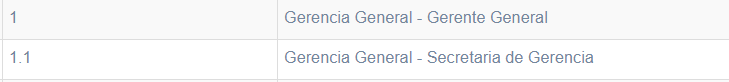 1 Gerencia General - Gerente General
1.1 Gerencia General - Secretaria de Gerencia